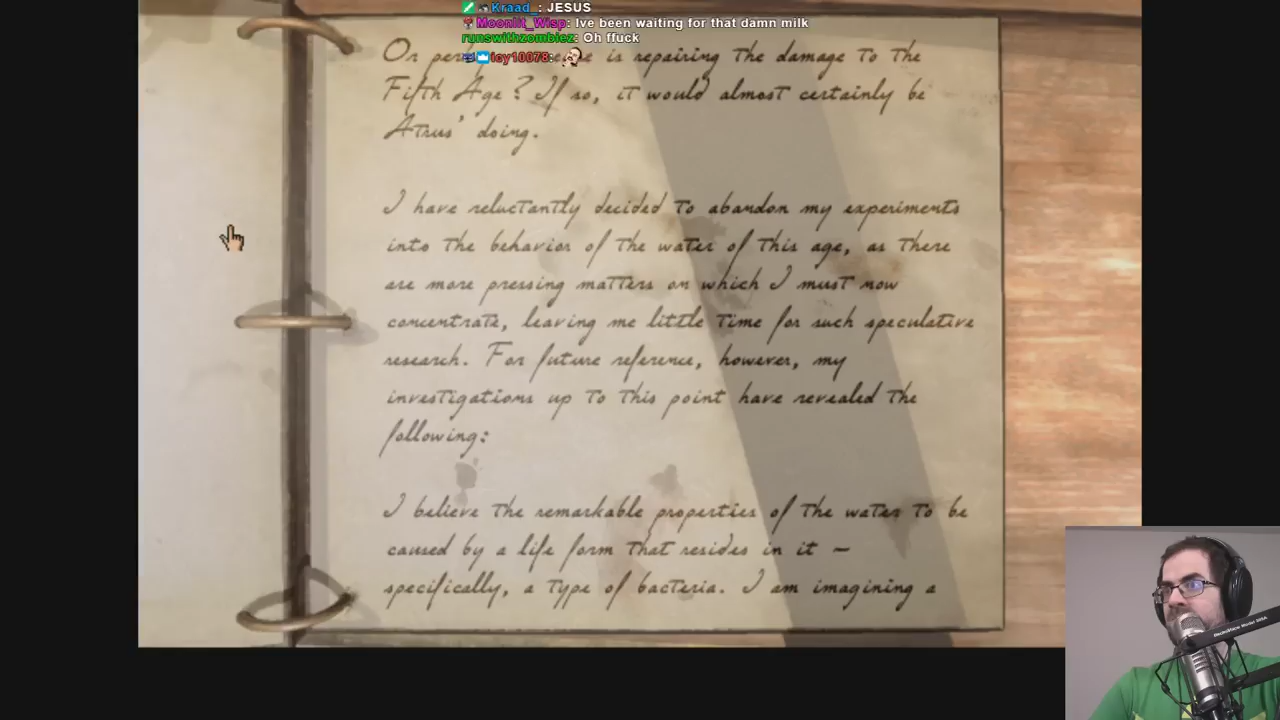 Kraad_: JESUS
Moonlit_Wisp: Ive been waiting for that damn milk
runswithzombiez: Oh ffuck
icy10078:
Or is repairing the damage to the
Fifth Age? If so, it would almost certainly be
Atrus' doing.
I have reluctantly decided to abandon my experiments
into the behavior of the water of this age, as there
are more pressing matters on which I must now
concentrate, leaving me little time for such speculative
research. For future reference, however, my
investigations up to this point have revealed the
following:
I believe the remarkable properties of the water to be
caused by a life form that resides in it –
specifically, a type of bacteria. I am imagining a